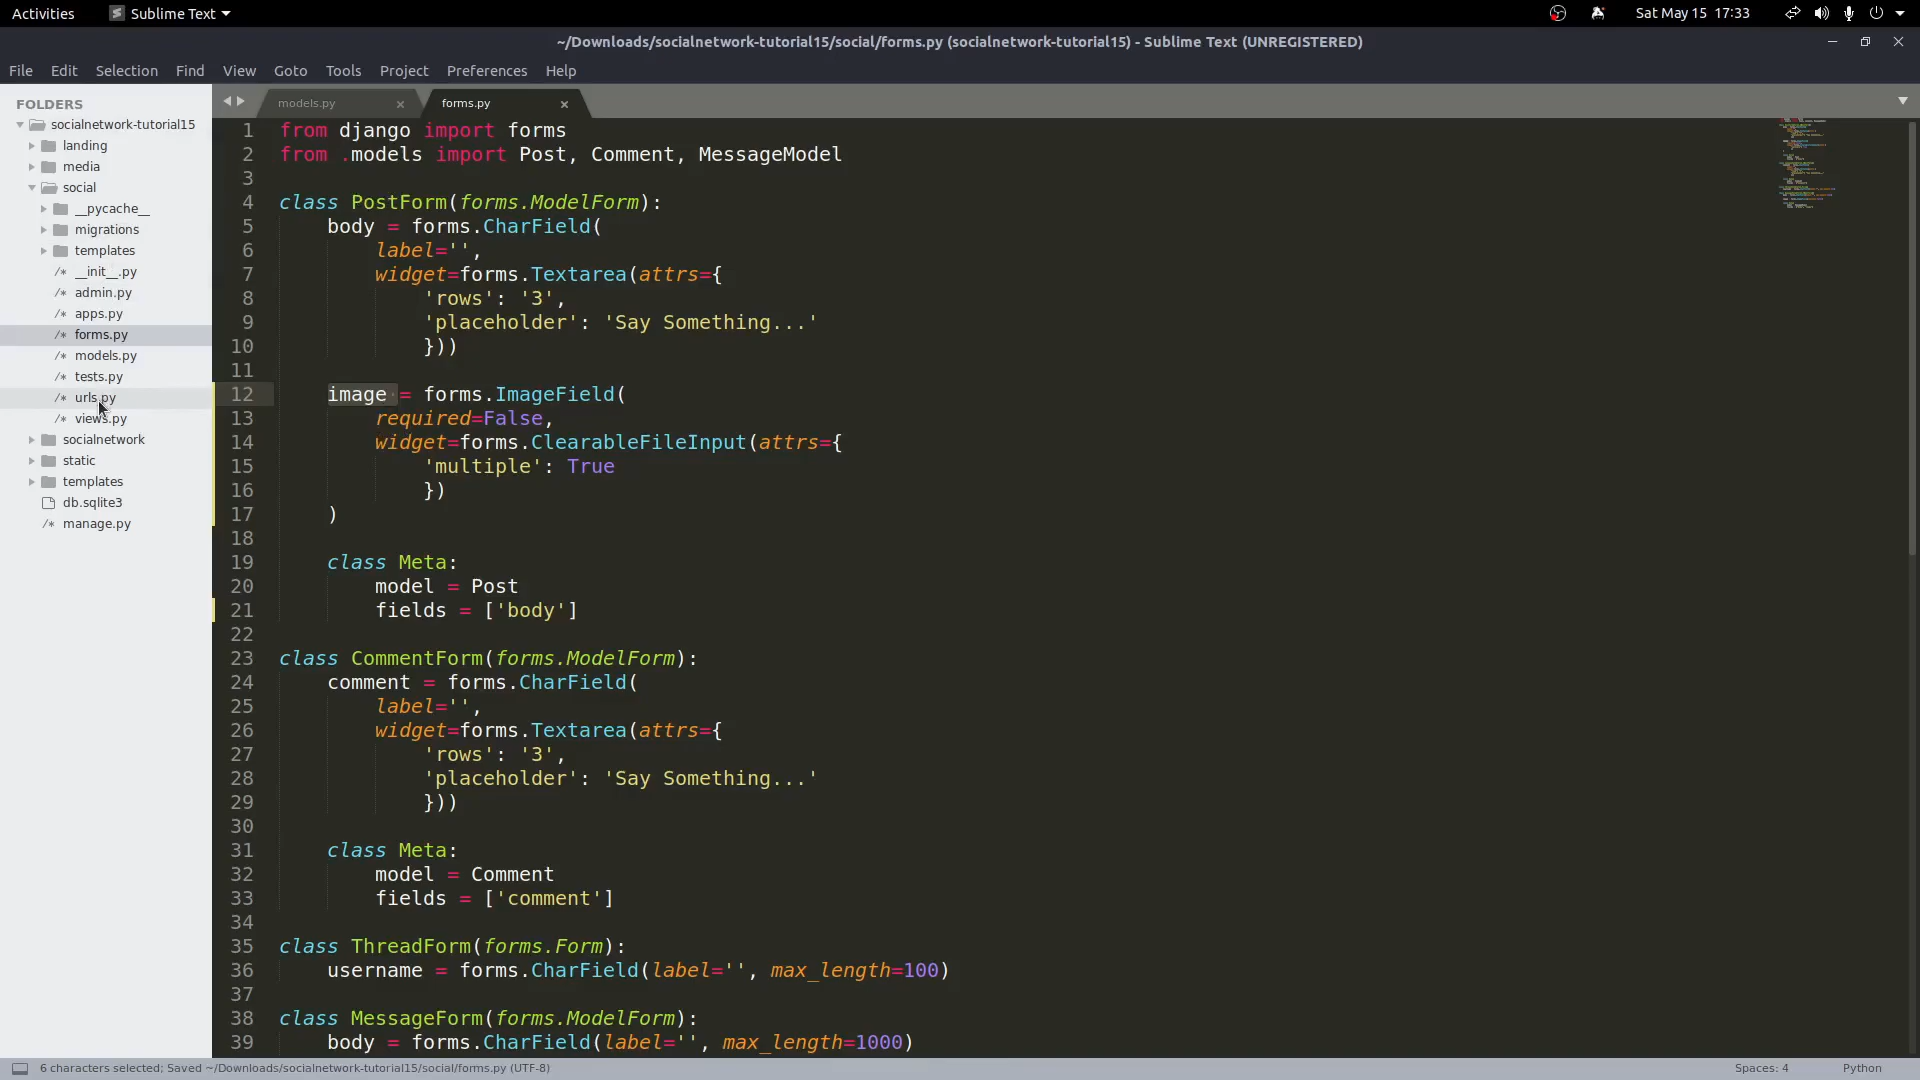 Activities
Sublime Text
Sat May 15 17:33
~/Downloads/socialnetwork-tutorial15/social/forms.py (socialnetwork-tutorial15) - Sublime Text (UNREGISTERED)
File Edit Selection Find View Goto Tools Project Preferences Help
FOLDERS
socialnetwork-tutorial15
landing
media
social
__pycache__
migrations
templates
/* __init__.py
/* admin.py
/* apps.py
/* forms.py
/* models.py
/* tests.py
/* urls.py
/* views.py
socialnetwork
static
templates
db.sqlite3
/* manage.py
models.py
forms.py
1 from django import forms
2 from .models import Post, Comment, MessageModel
3
4 class PostForm(forms.ModelForm):
5     body = forms.CharField(
6         label='',
7         widget=forms.Textarea(attrs={
8             'rows': '3',
9             'placeholder': 'Say Something...'
10             }))
11
12     image = forms.ImageField(
13         required=False,
14         widget=forms.ClearableFileInput(attrs={
15             'multiple': True
16             })
17     )
18
19     class Meta:
20         model = Post
21         fields = ['body']
22
23 class CommentForm(forms.ModelForm):
24     comment = forms.CharField(
25         label='',
26         widget=forms.Textarea(attrs={
27             'rows': '3',
28             'placeholder': 'Say Something...'
29             }))
30
31     class Meta:
32         model = Comment
33         fields = ['comment']
34
35 class ThreadForm(forms.Form):
36     username = forms.CharField(label='', max_length=100)
37
38 class MessageForm(forms.ModelForm):
39     body = forms.CharField(label='', max_length=1000)
6 characters selected; Saved ~/Downloads/socialnetwork-tutorial15/social/forms.py (UTF-8)
Spaces: 4
Python